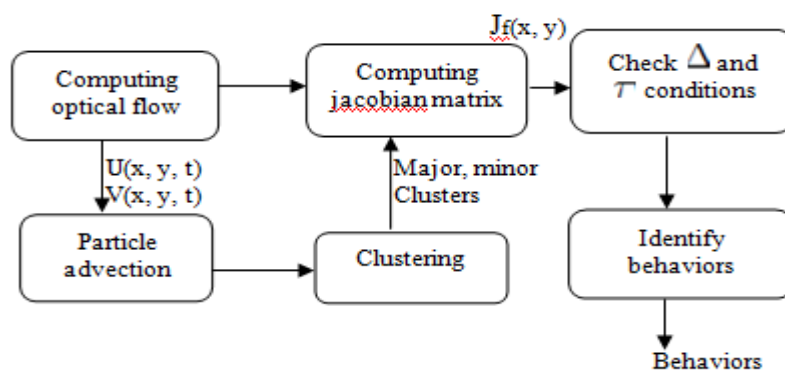 Computing
optical flow
Computing
jacobian matrix
Jf(x, y)
Check Δ and
τ conditions
U(x, y, t)
V(x, y, t)
Major, minor
Clusters
Particle
advection
Clustering
Identify
behaviors
Behaviors